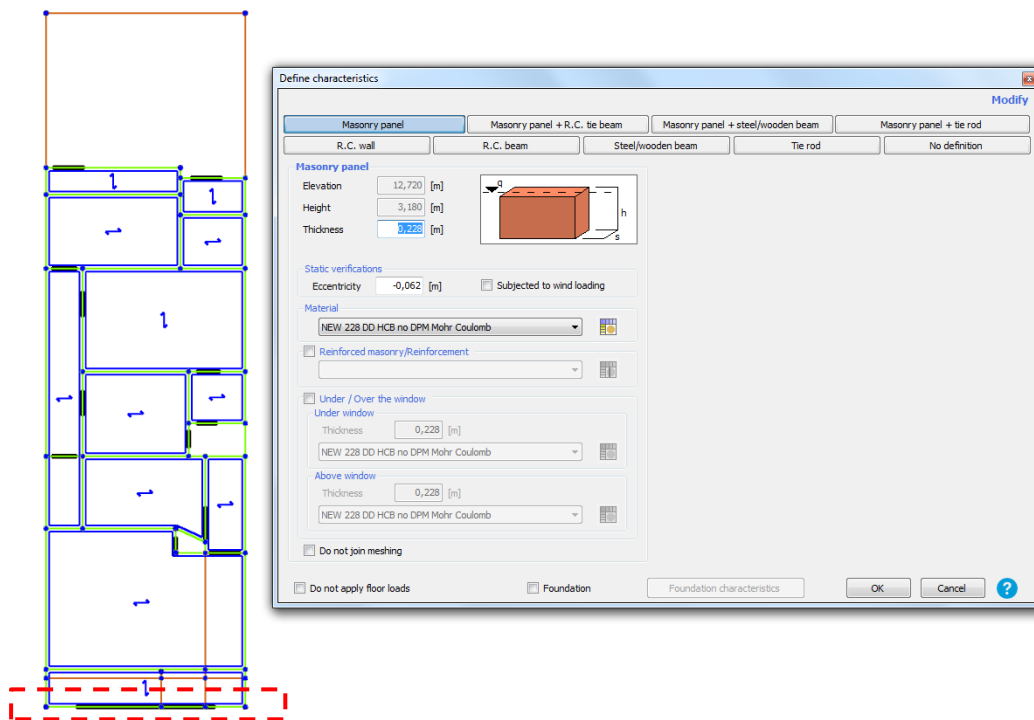 Define characteristics
x
Modify
Masonry panel
Masonry panel + R.C. tie beam
Masonry panel + steel/wooden beam
Masonry panel + tie rod
R.C. wall
R.C. beam
Steel/wooden beam
Tie rod
No definition
Masonry panel
Elevation 12,720 [m]
Height 3,180 [m]
Thickness 0,228 [m]
q
h
s
Static verifications
Eccentricity -0,062 [m] Subjected to wind loading
Material
NEW 228 DD HCB no DPM Mohr Coulomb
Reinforced masonry/Reinforcement
Under / Over the window
Under window
Thickness 0,228 [m]
NEW 228 DD HCB no DPM Mohr Coulomb
Above window
Thickness 0,228 [m]
NEW 228 DD HCB no DPM Mohr Coulomb
Do not join meshing
Do not apply floor loads Foundation Foundation characteristics OK Cancel ?